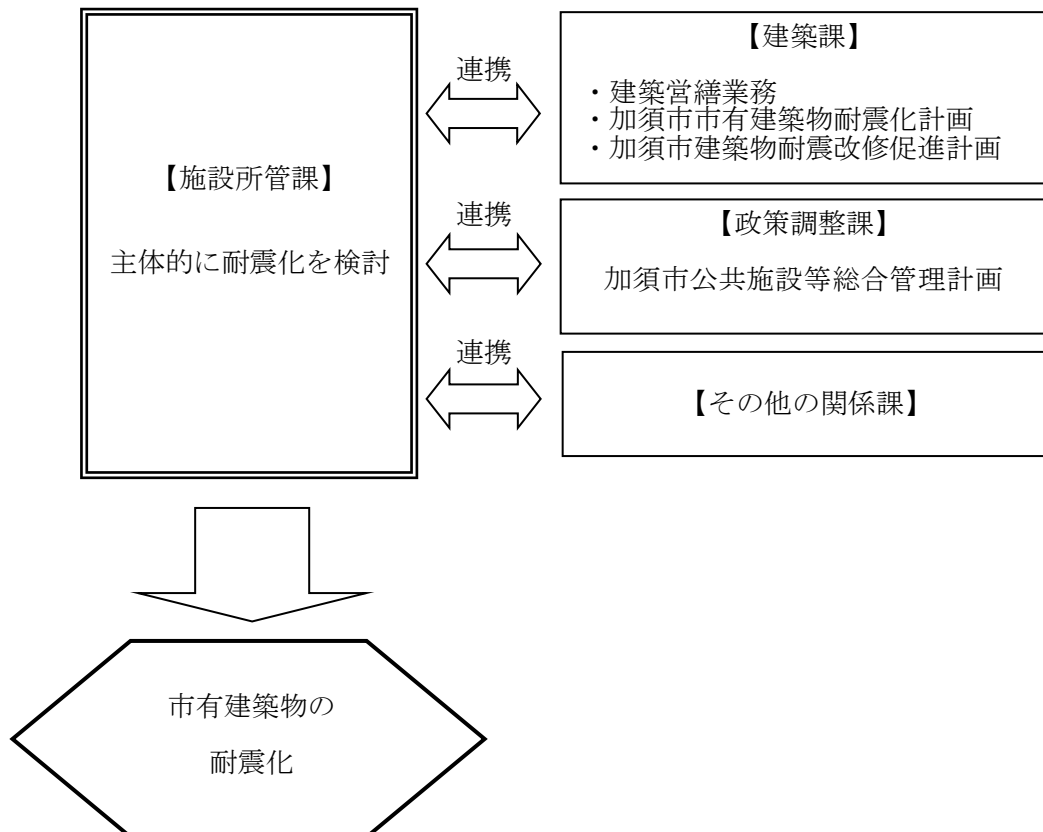 【施設所管課】
主体的に耐震化を検討
連携
【建築課】
・建築営繕業務
・加須市市有建築物耐震化計画
・加須市建築物耐震改修促進計画
連携
【政策調整課】
加須市公共施設等総合管理計画
連携
【その他の関係課】
市有建築物の
耐震化